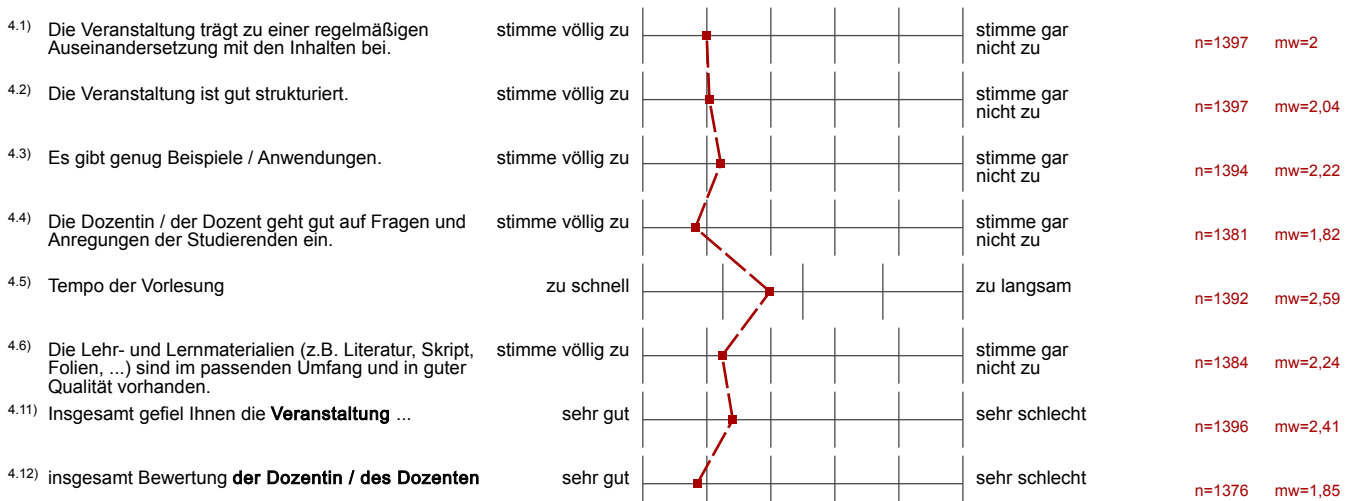 4.1) Die Veranstaltung trägt zu einer regelmäßigen
Auseinandersetzung mit den Inhalten bei.
stimme völlig zu
stimme gar
nicht zu
n=1397 mw=2
4.2) Die Veranstaltung ist gut strukturiert.
stimme völlig zu
stimme gar
nicht zu
n=1397 mw=2,04
4.3) Es gibt genug Beispiele / Anwendungen.
stimme völlig zu
stimme gar
nicht zu
n=1394 mw=2,22
4.4) Die Dozentin / der Dozent geht gut auf Fragen und
Anregungen der Studierenden ein.
stimme völlig zu
stimme gar
nicht zu
n=1381 mw=1,82
4.5) Tempo der Vorlesung
zu schnell
zu langsam
n=1392 mw=2,59
4.6) Die Lehr- und Lernmaterialien (z.B. Literatur, Skript,
Folien, ...) sind im passenden Umfang und in guter
Qualität vorhanden.
stimme völlig zu
stimme gar
nicht zu
n=1384 mw=2,24
4.11) Insgesamt gefiel Ihnen die Veranstaltung ...
sehr gut
sehr schlecht
n=1396 mw=2,41
4.12) insgesamt Bewertung der Dozentin / des Dozenten
sehr gut
sehr schlecht
n=1376 mw=1,85